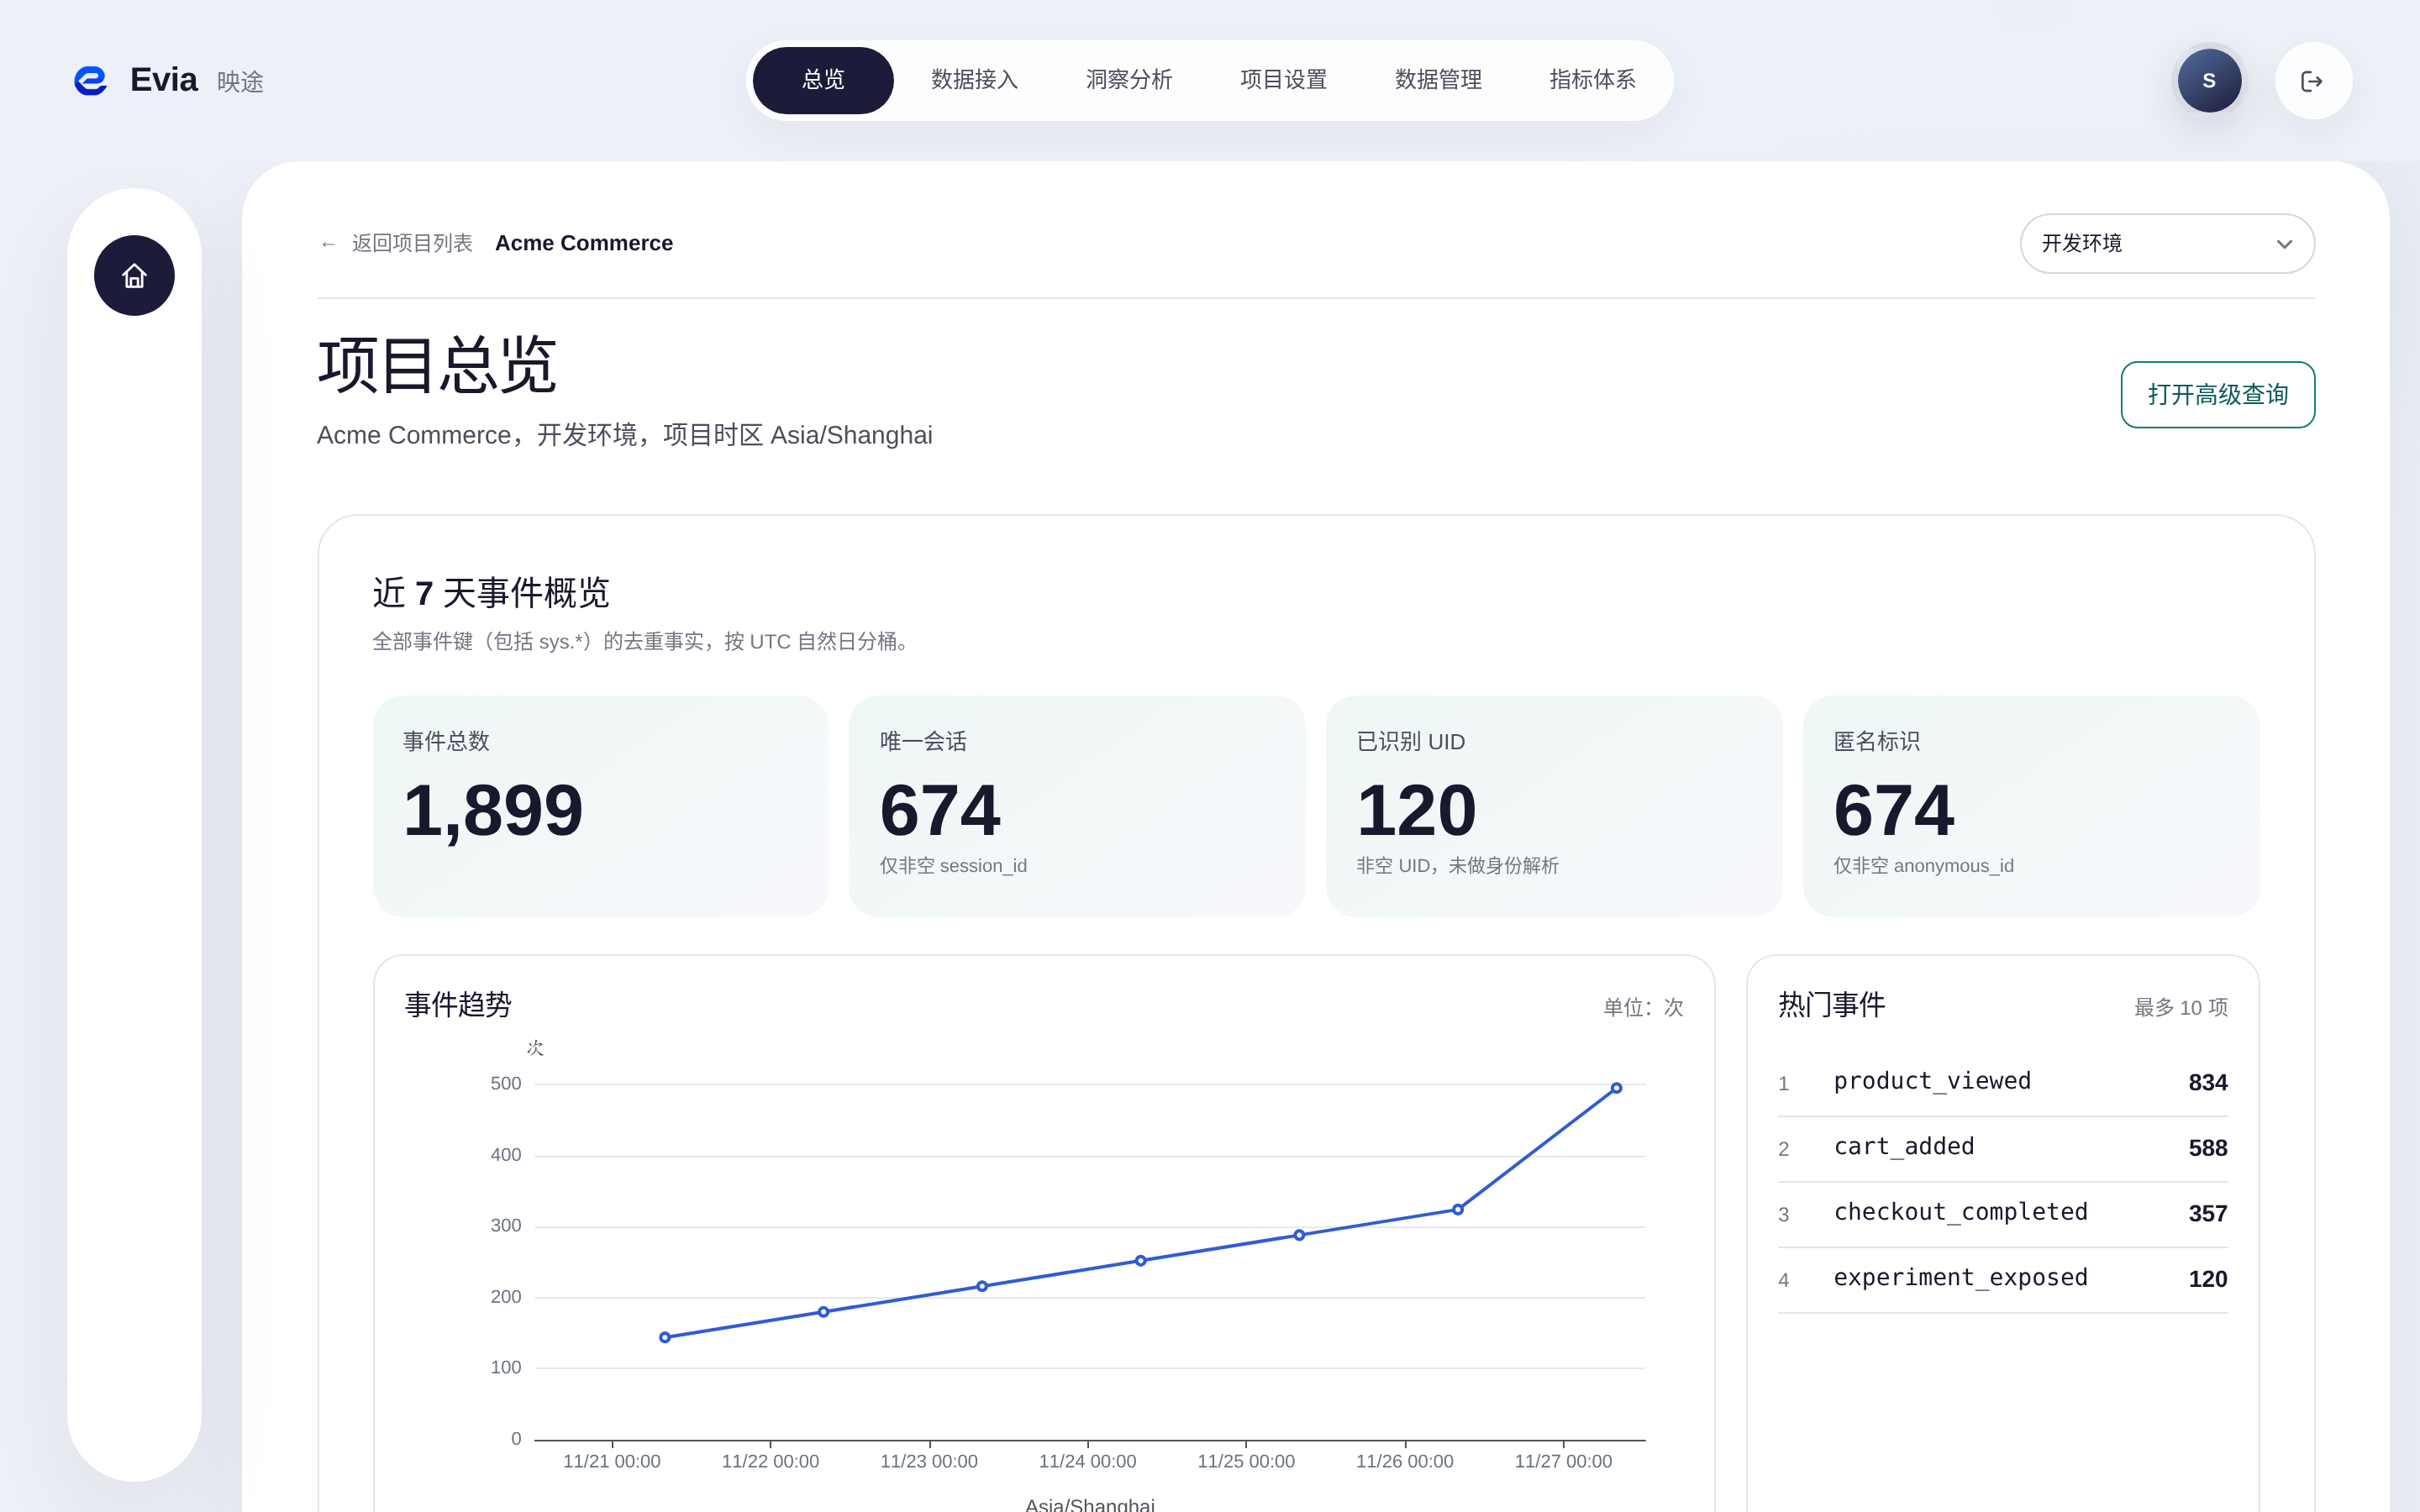 Evia 映途
总览 数据接入 洞察分析 项目设置 数据管理 指标体系
S
← 返回项目列表 Acme Commerce
开发环境
项目总览
打开高级查询
Acme Commerce，开发环境，项目时区 Asia/Shanghai
近 7 天事件概览
全部事件键（包括 sys.*）的去重事实，按 UTC 自然日分桶。
事件总数
1,899
唯一会话
674
仅非空 session_id
已识别 UID
120
非空 UID，未做身份解析
匿名标识
674
仅非空 anonymous_id
事件趋势 单位：次
次
500
400
300
200
100
0
11/21 00:00 11/22 00:00 11/23 00:00 11/24 00:00 11/25 00:00 11/26 00:00 11/27 00:00
Asia/Shanghai
热门事件 最多 10 项
1 product_viewed 834
2 cart_added 588
3 checkout_completed 357
4 experiment_exposed 120